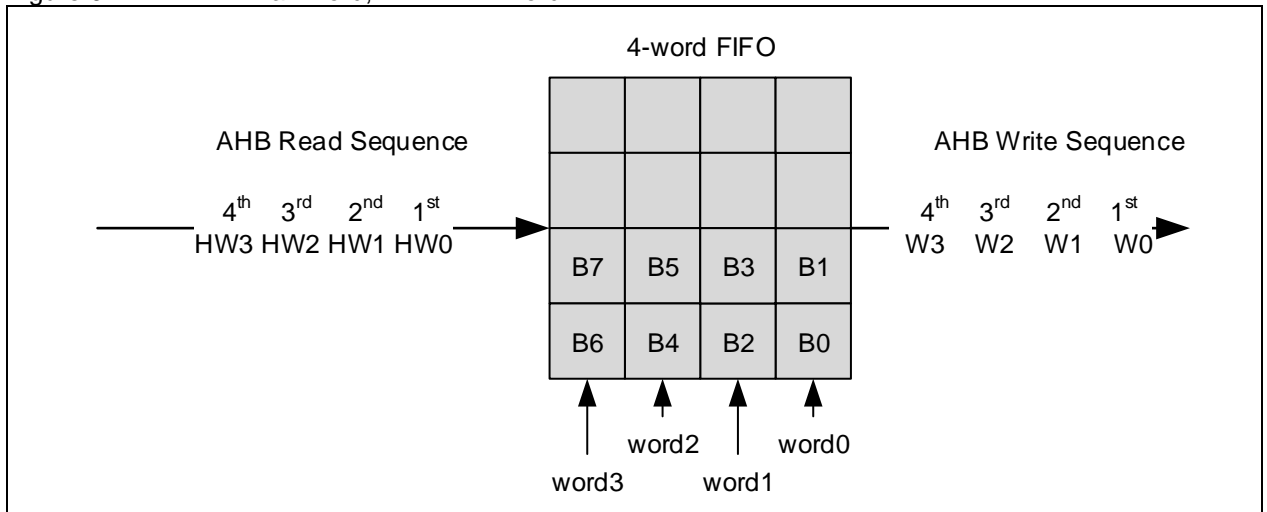 4-word FIFO
AHB Read Sequence
AHB Write Sequence
4th 3rd 2nd 1st
HW3 HW2 HW1 HW0
4th 3rd 2nd 1st
W3 W2 W1 W0
B7 B5 B3 B1
B6 B4 B2 B0
word2 word0
word3 word1